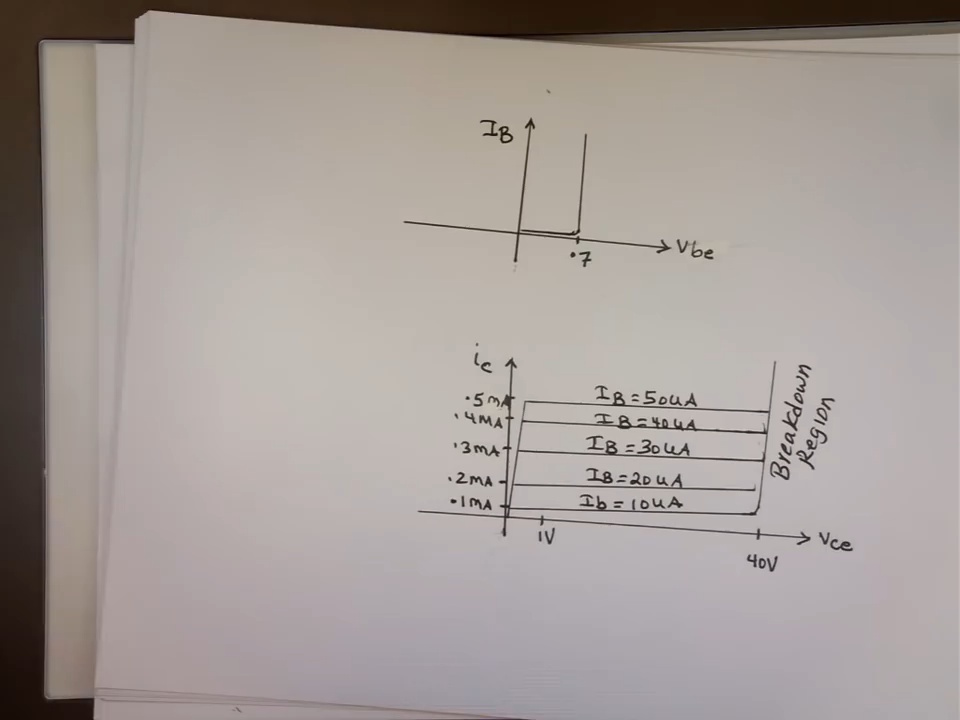 IB
Vbe
.7
ic
.5mA
IB=50uA
.4MA
IB=40uA
.3MA
IB=30uA
.2MA
IB=20uA
.1MA
Ib=10uA
Breakdown
Region
1V
40V
Vce